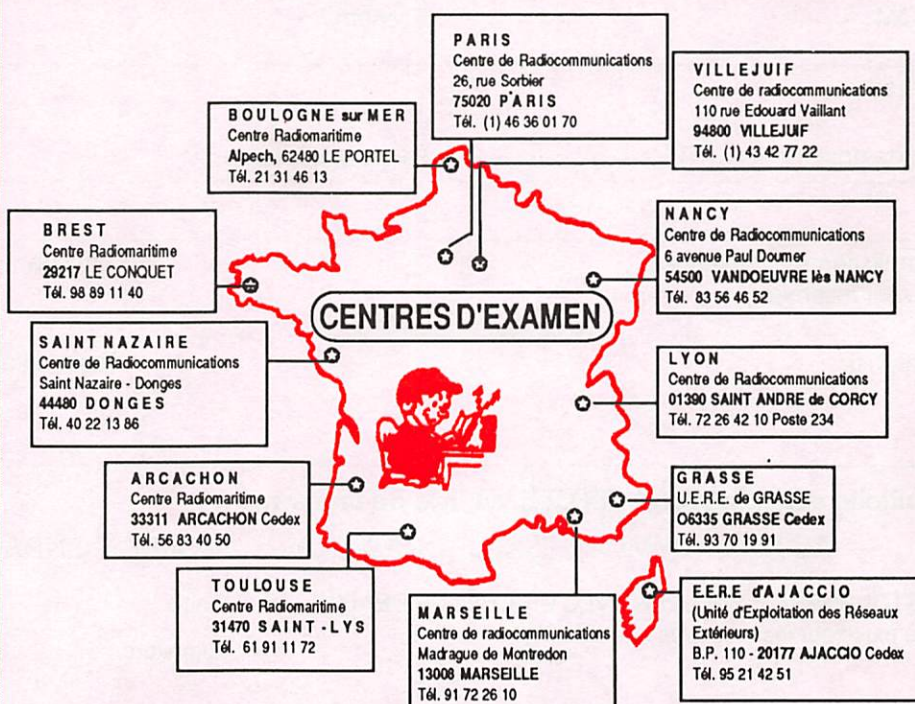 PARIS
Centre de Radiocommunications
26, rue Sorbier
75020 PARIS
Tél. (1) 46 36 01 70
VILLEJUIF
Centre de radiocommunications
110 rue Edouard Vaillant
94800 VILLEJUIF
Tél. (1) 43 42 77 22
BOULOGNE sur MER
Centre Radiomaritime
Alpech, 62480 LE PORTEL
Tél. 21 31 46 13
BREST
Centre Radiomaritime
29217 LE CONQUET
Tél. 98 89 11 40
NANCY
Centre de Radiocommunications
6 avenue Paul Doumer
54500 VANDOEUVRE lès NANCY
Tél. 83 56 46 52
CENTRES D'EXAMEN
SAINT NAZAIRE
Centre de Radiocommunications
Saint Nazaire - Donges
44480 DONGES
Tél. 40 22 13 86
LYON
Centre de Radiocommunications
01390 SAINT ANDRE de CORCY
Tél. 72 26 42 10 Poste 234
ARCACHON
Centre Radiomaritime
33311 ARCACHON Cedex
Tél. 56 83 40 50
GRASSE
U.E.R.E. de GRASSE
O6335 GRASSE Cedex
Tél. 93 70 19 91
TOULOUSE
Centre Radiomaritime
31470 SAINT - LYS
Tél. 61 91 11 72
MARSEILLE
Centre de radiocommunications
Madrague de Montredon
13008 MARSEILLE
Tél. 91 72 26 10
E.E.R.E d'AJACCIO
(Unité d'Exploitation des Réseaux
Extérieurs)
B.P. 110 - 20177 AJACCIO Cedex
Tél. 95 21 42 51